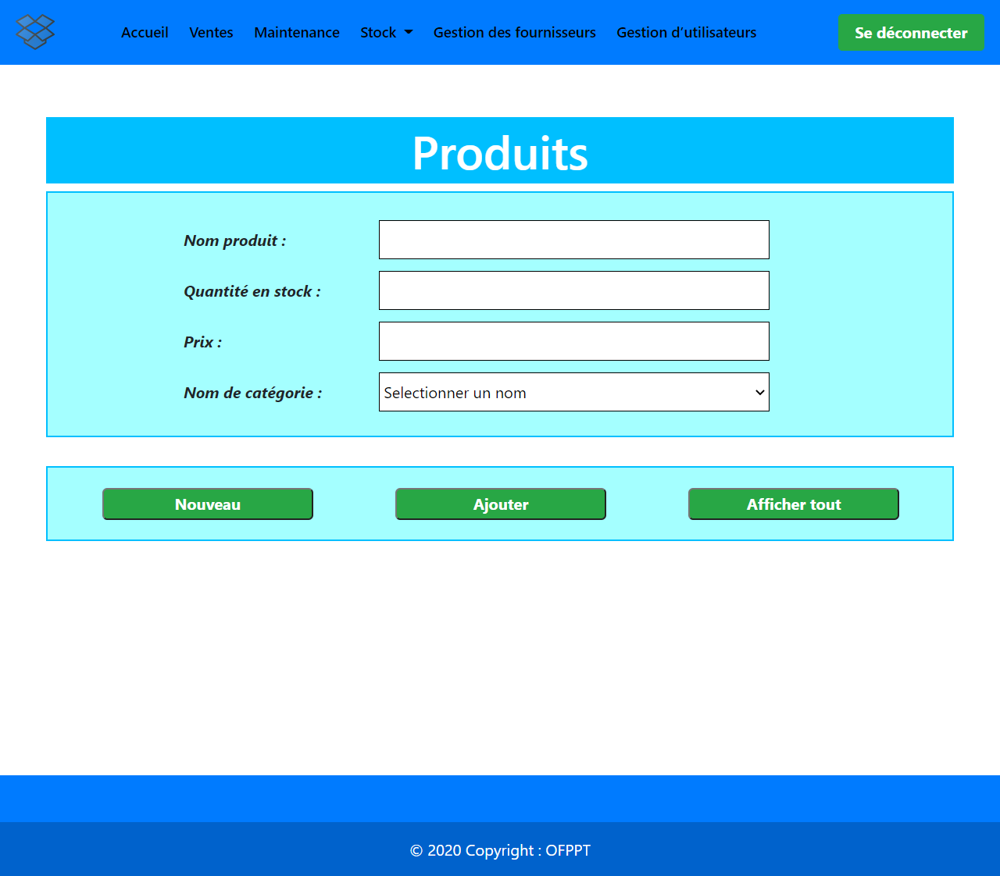 Accueil Ventes Maintenance Stock Gestion des fournisseurs Gestion d'utilisateurs Se déconnecter
Produits
Nom produit :
Quantité en stock :
Prix :
Nom de catégorie : Selectionner un nom
Nouveau Ajouter Afficher tout
© 2020 Copyright : OFPPT